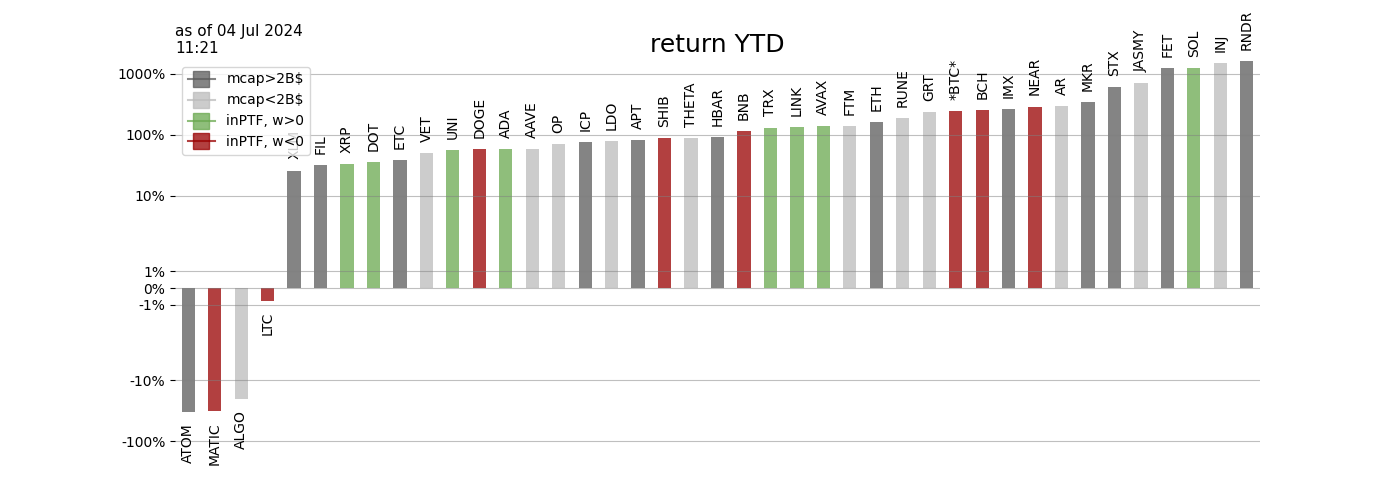 as of 04 Jul 2024
11:21
return YTD
mcap>2B$
mcap<2B$
inPTF, w>0
inPTF, w<0
1000%
100%
10%
1%
0%
-1%
-10%
-100%
ATOM
MATIC
ALGO
LTC
FIL
XRP
DOT
ETC
VET
UNI
DOGE
ADA
AAVE
OP
ICP
LDO
APT
SHIB
THETA
HBAR
BNB
TRX
LINK
AVAX
FTM
ETH
RUNE
GRT
*BTC*
BCH
IMX
NEAR
AR
MKR
STX
JASMY
FET
SOL
INJ
RNDR